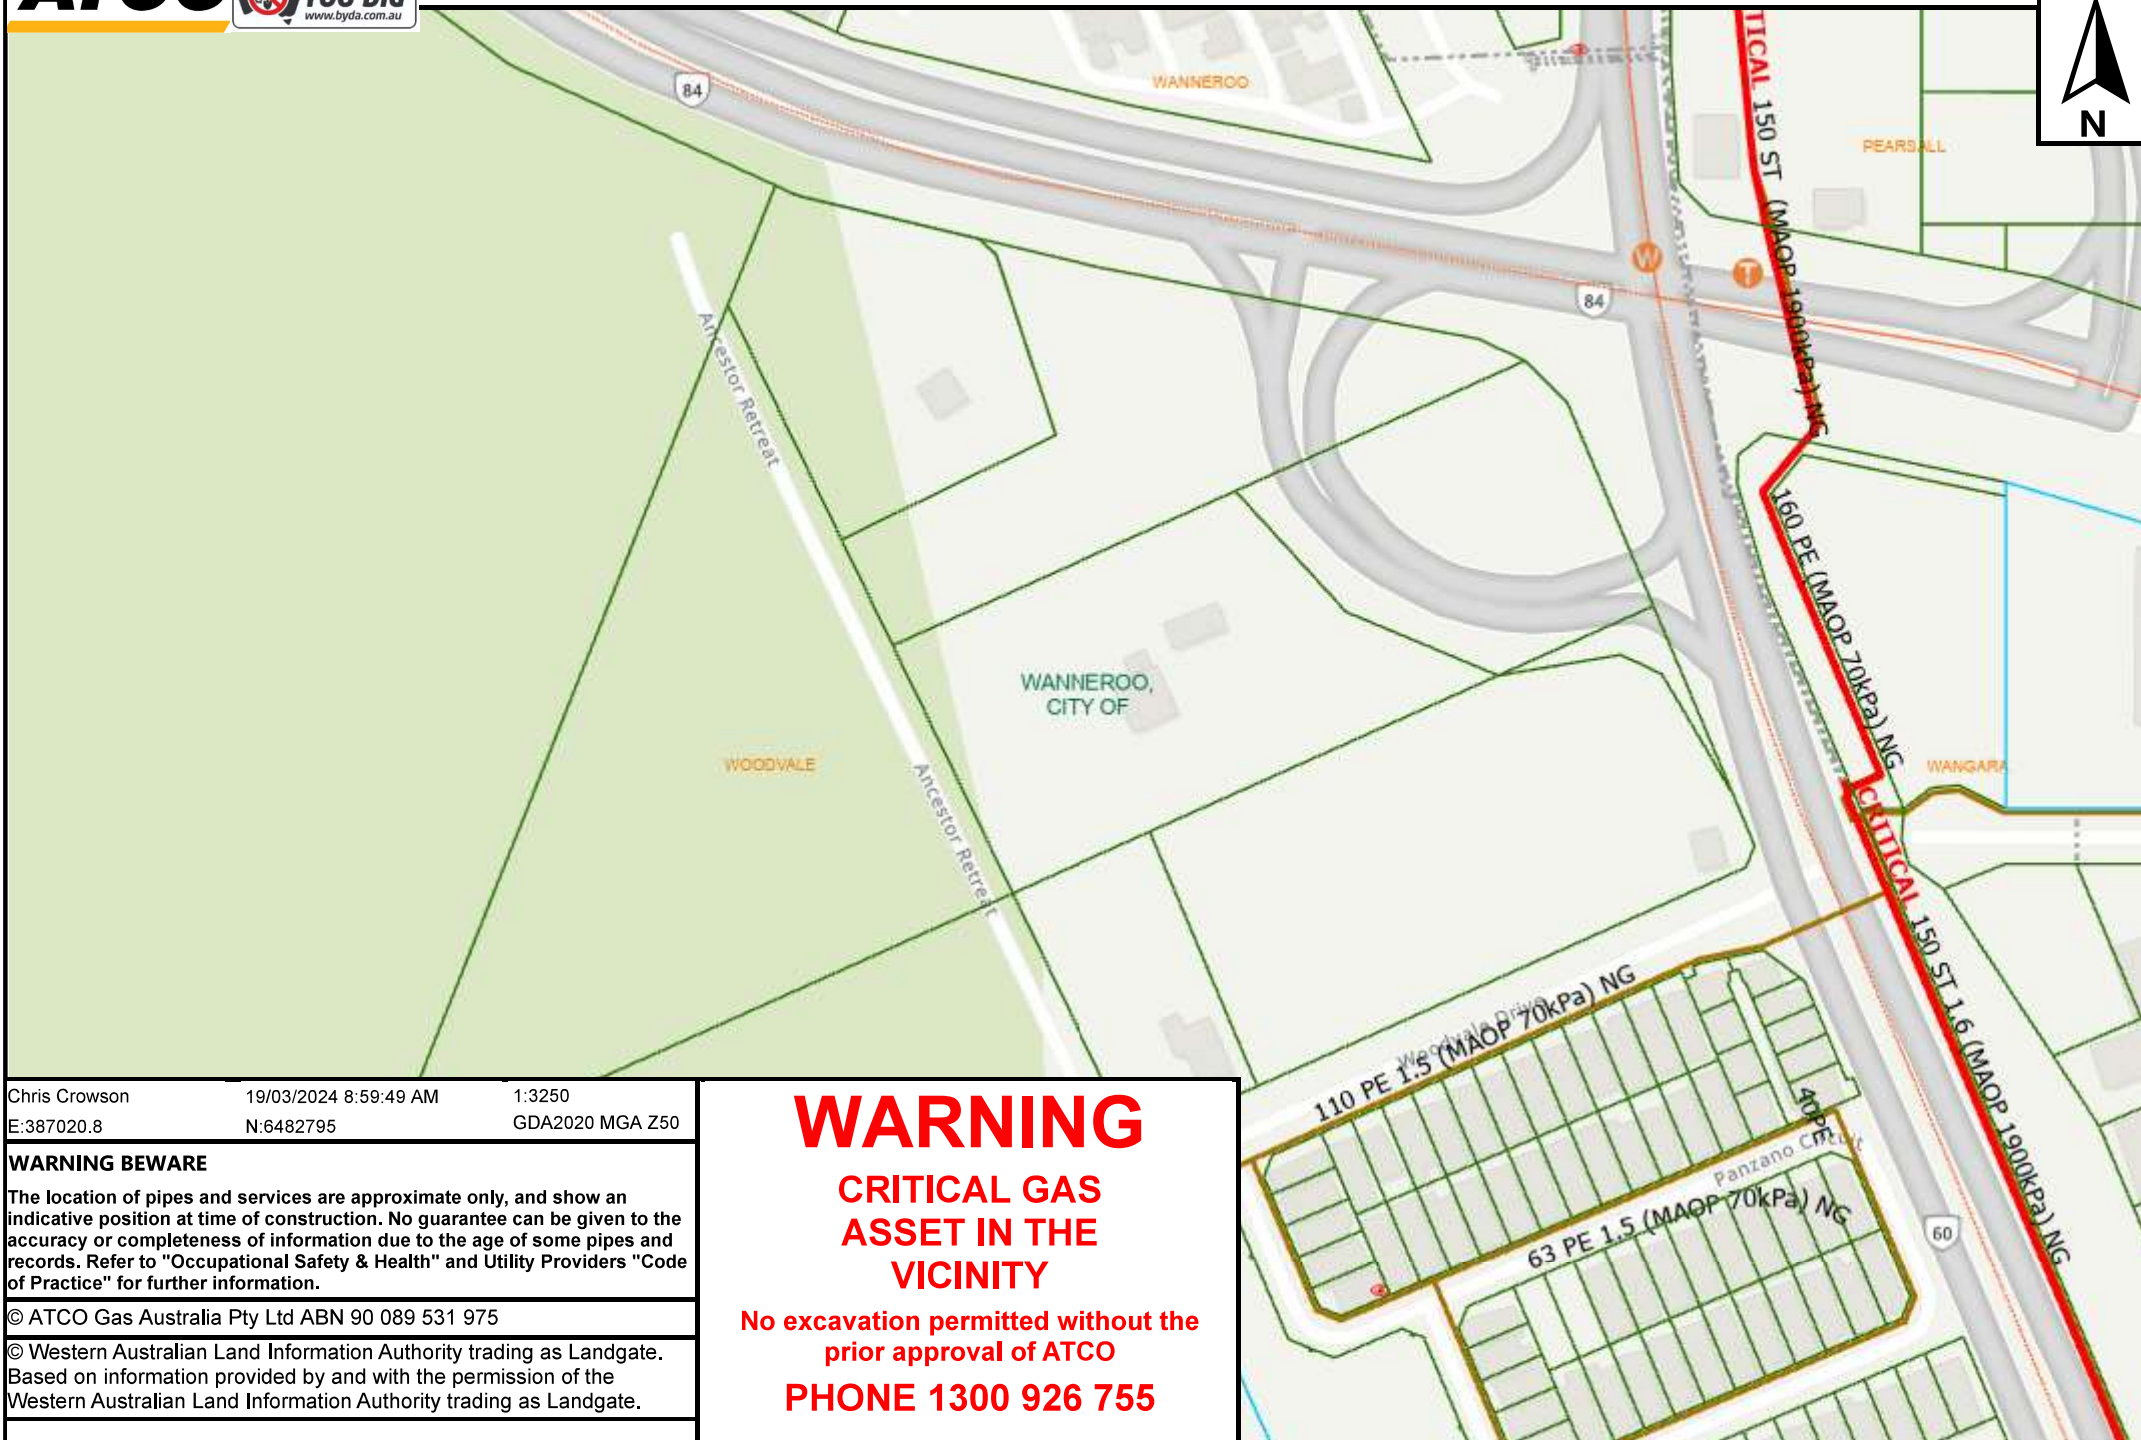 ATCO
YOU DIG
www.byda.com.au
N
84
WANNEROO
TICAL 150 ST (MAOP 1900kPa) NG
PEARSALL
W
T
84
Ancestor Retreat
160 PE (MAOP 70kPa) NG
WANNEROO,
CITY OF
WOODVALE
Ancestor Retreat
WANGARA
CRITICAL 150 ST 1.6 (MAOP 1900kPa) NG
Woodvale Drive
110 PE 1.5 (MAOP 70kPa) NG
40PE
Panzano Circuit
63 PE 1.5 (MAOP 70kPa) NG
60
Chris Crowson 19/03/2024 8:59:49 AM 1:3250
E:387020.8 N:6482795 GDA2020 MGA Z50
WARNING BEWARE
The location of pipes and services are approximate only, and show an
indicative position at time of construction. No guarantee can be given to the
accuracy or completeness of information due to the age of some pipes and
records. Refer to "Occupational Safety & Health" and Utility Providers "Code
of Practice" for further information.
© ATCO Gas Australia Pty Ltd ABN 90 089 531 975
© Western Australian Land Information Authority trading as Landgate.
Based on information provided by and with the permission of the
Western Australian Land Information Authority trading as Landgate.
WARNING
CRITICAL GAS
ASSET IN THE
VICINITY
No excavation permitted without the
prior approval of ATCO
PHONE 1300 926 755